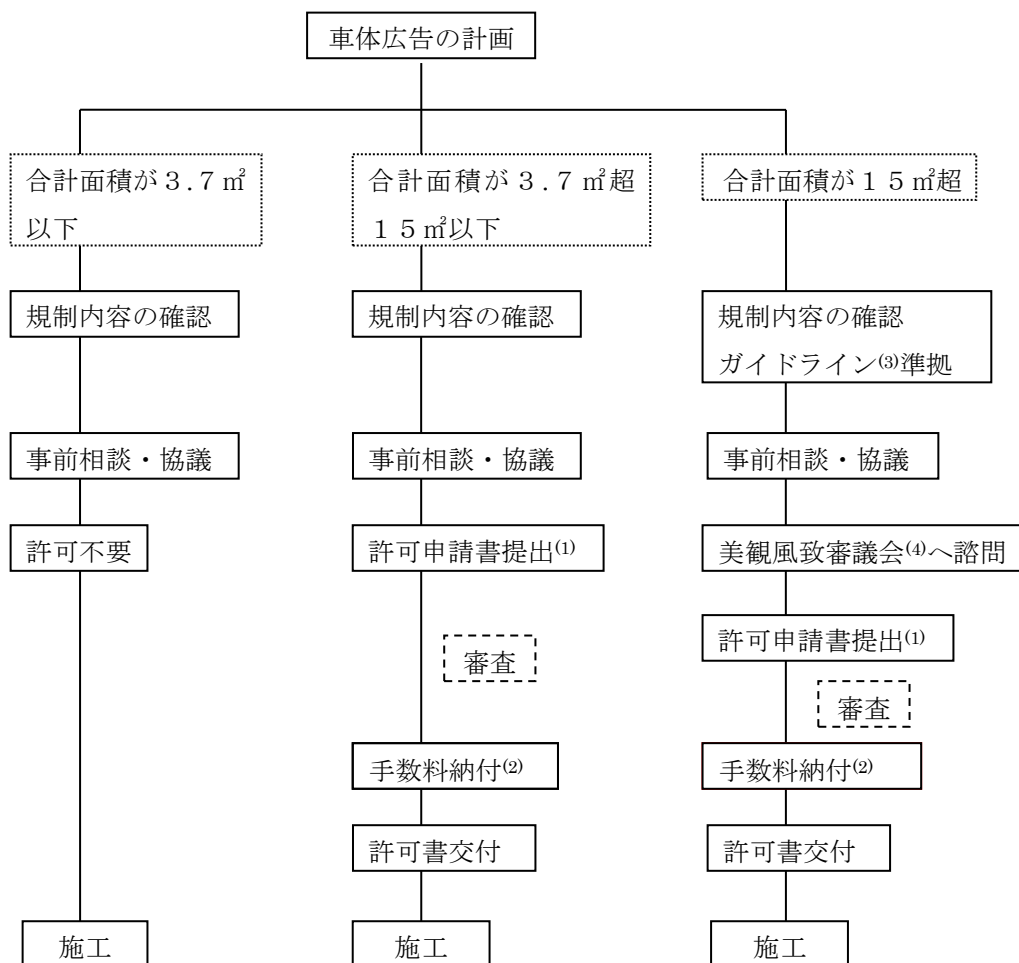 車体広告の計画
合計面積が３.７㎡
以下
合計面積が３.７㎡超
１５㎡以下
合計面積が１５㎡超
規制内容の確認
規制内容の確認
規制内容の確認
ガイドライン⁽³⁾準拠
事前相談・協議
事前相談・協議
事前相談・協議
許可不要
許可申請書提出⁽¹⁾
美観風致審議会⁽⁴⁾へ諮問
許可申請書提出⁽¹⁾
審査
審査
手数料納付⁽²⁾
手数料納付⁽²⁾
許可書交付
許可書交付
施工
施工
施工